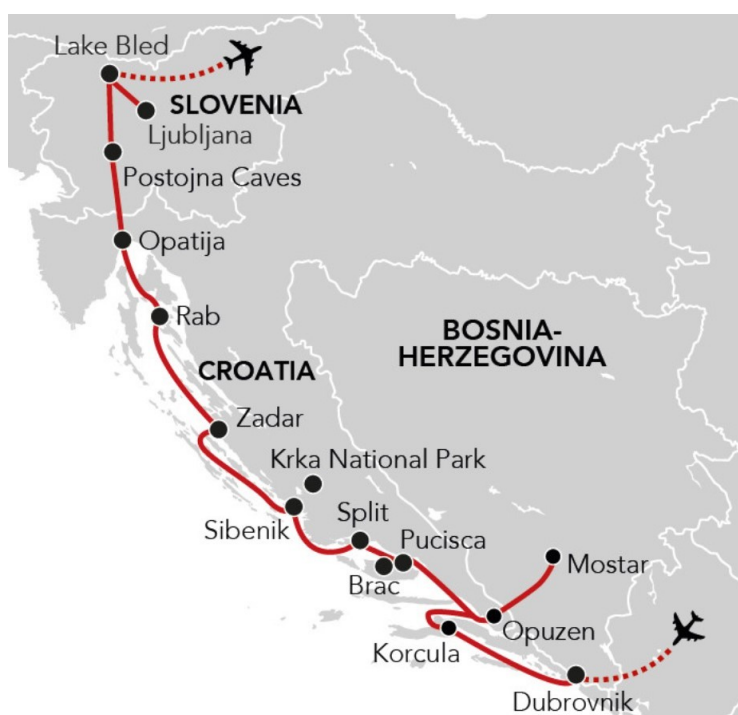 Lake Bled
SLOVENIA
Ljubljana
Postojna Caves
Opatija
Rab
BOSNIA-
HERZEGOVINA
CROATIA
Zadar
Krka National Park
Sibenik
Split
Pucisca
Brac
Mostar
Opuzen
Korcula
Dubrovnik